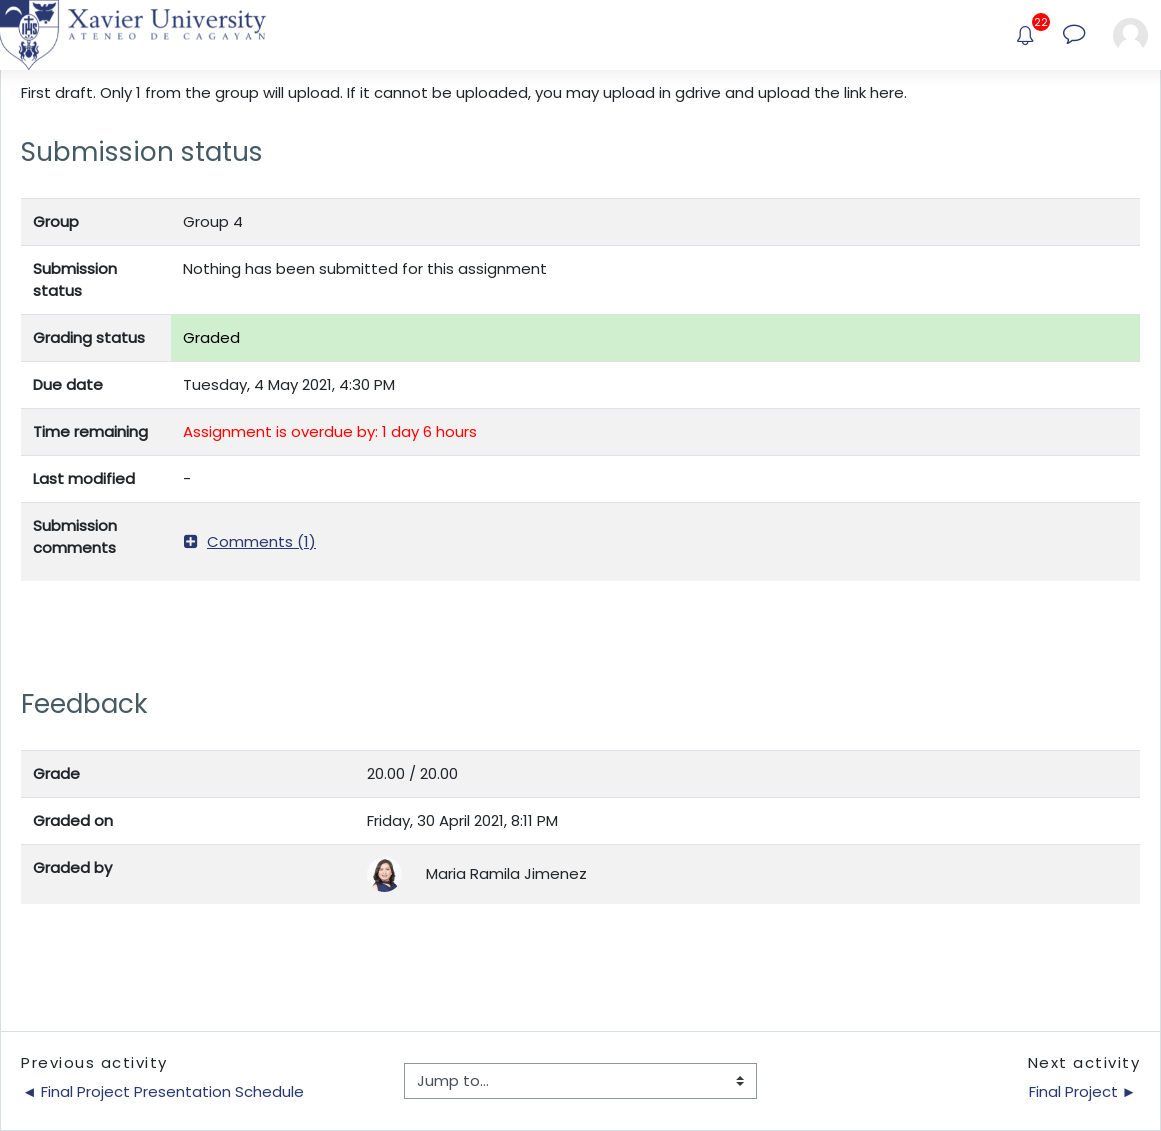 Xavier University
ATENEO DE CAGAYAN
22
First draft. Only 1 from the group will upload. If it cannot be uploaded, you may upload in gdrive and upload the link here.
Submission status
Group Group 4
Submission status Nothing has been submitted for this assignment
Grading status Graded
Due date Tuesday, 4 May 2021, 4:30 PM
Time remaining Assignment is overdue by: 1 day 6 hours
Last modified -
Submission comments Comments (1)
Feedback
Grade 20.00 / 20.00
Graded on Friday, 30 April 2021, 8:11 PM
Graded by Maria Ramila Jimenez
Previous activity
◄ Final Project Presentation Schedule
Jump to...
Next activity
Final Project ►